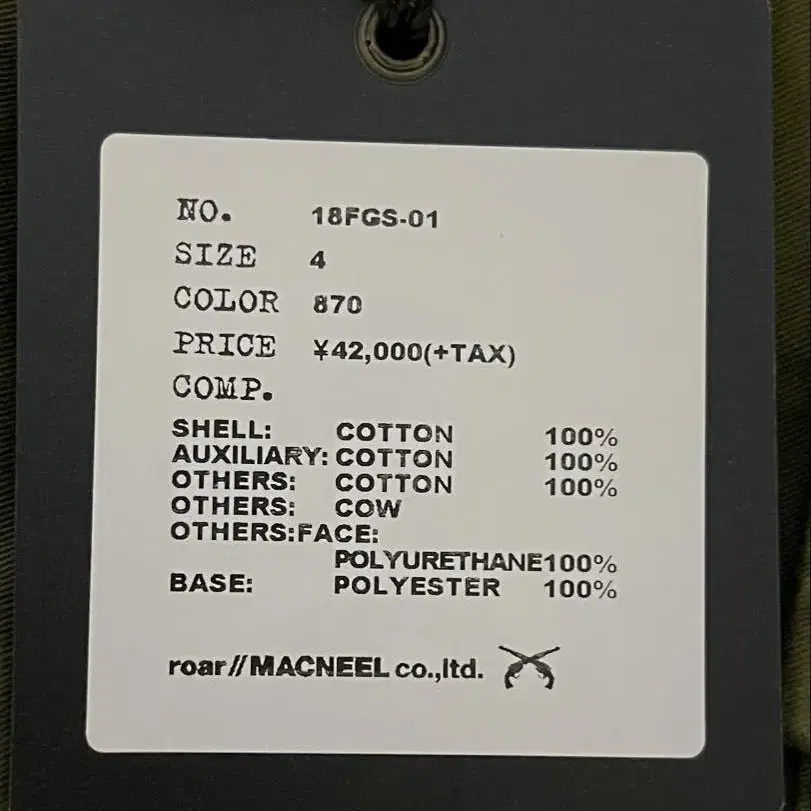 NO. 18FGS-01
SIZE 4
COLOR 870
PRICE ¥42,000(+TAX)
COMP.
SHELL: COTTON 100%
AUXILIARY: COTTON 100%
OTHERS: COTTON 100%
OTHERS: COW
OTHERS:FACE:
POLYURETHANE100%
BASE: POLYESTER 100%
roar//MACNEEL co.,ltd.